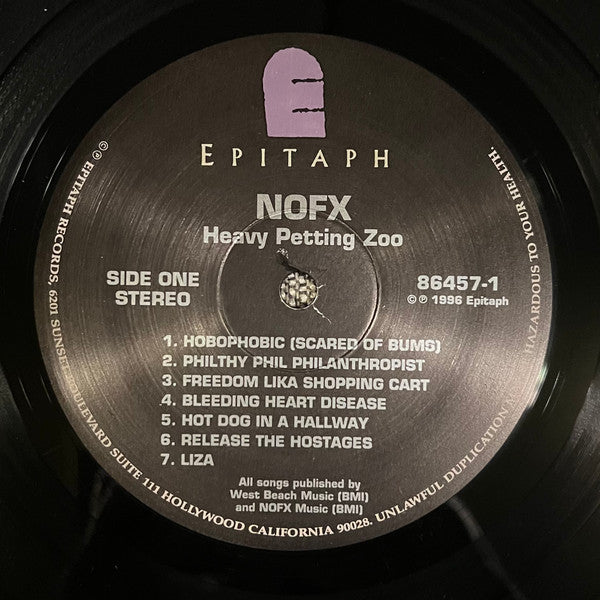 EPITAPH
NOFX
Heavy Petting Zoo
SIDE ONE
STEREO
86457-1
©℗ 1996 Epitaph
1. HOBOPHOBIC (SCARED OF BUMS)
2. PHILTHY PHIL PHILANTHROPIST
3. FREEDOM LIKA SHOPPING CART
4. BLEEDING HEART DISEASE
5. HOT DOG IN A HALLWAY
6. RELEASE THE HOSTAGES
7. LIZA
All songs published by
West Beach Music (BMI)
and NOFX Music (BMI)
℗ EPITAPH RECORDS, 6201 SUNSET BOULEVARD SUITE 111 HOLLYWOOD CALIFORNIA 90028. UNLAWFUL DUPLICATION HAZARDOUS TO YOUR HEALTH.